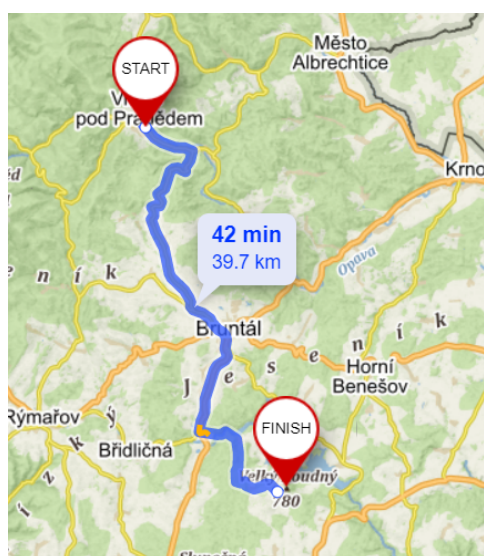 START
Město
Albrechtice
pod Pradědem
Krno
42 min
39.7 km
Opava
e n í k
Bruntál
J e s e n í k
Horní
Benešov
Rýmařov
FINISH
Břidličná
í z k ý
780